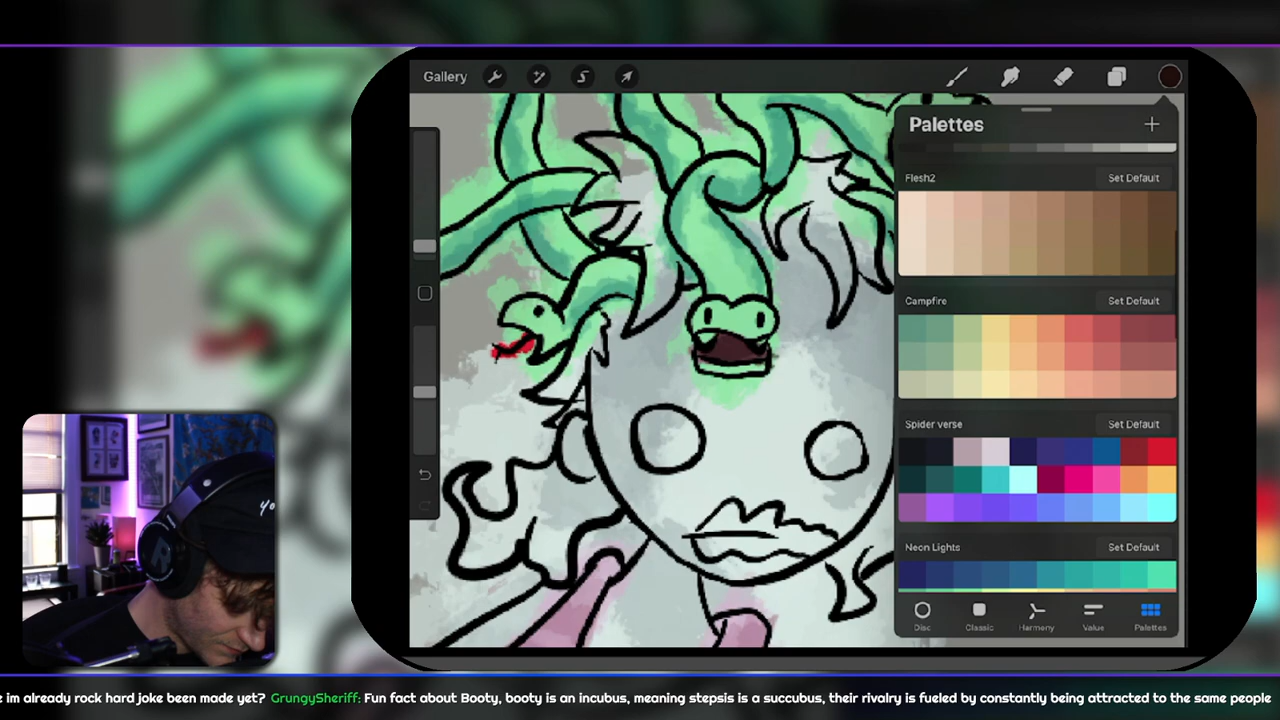 Gallery
Palettes
Flesh2
Set Default
Campfire
Set Default
Spider verse
Set Default
Neon Lights
Set Default
Disc
Classic
Harmony
Value
Palettes
e im already rock hard joke been made yet? GrungySheriff: Fun fact about Booty, booty is an incubus, meaning stepsis is a succubus, their rivalry is fueled by constantly being attracted to the same people